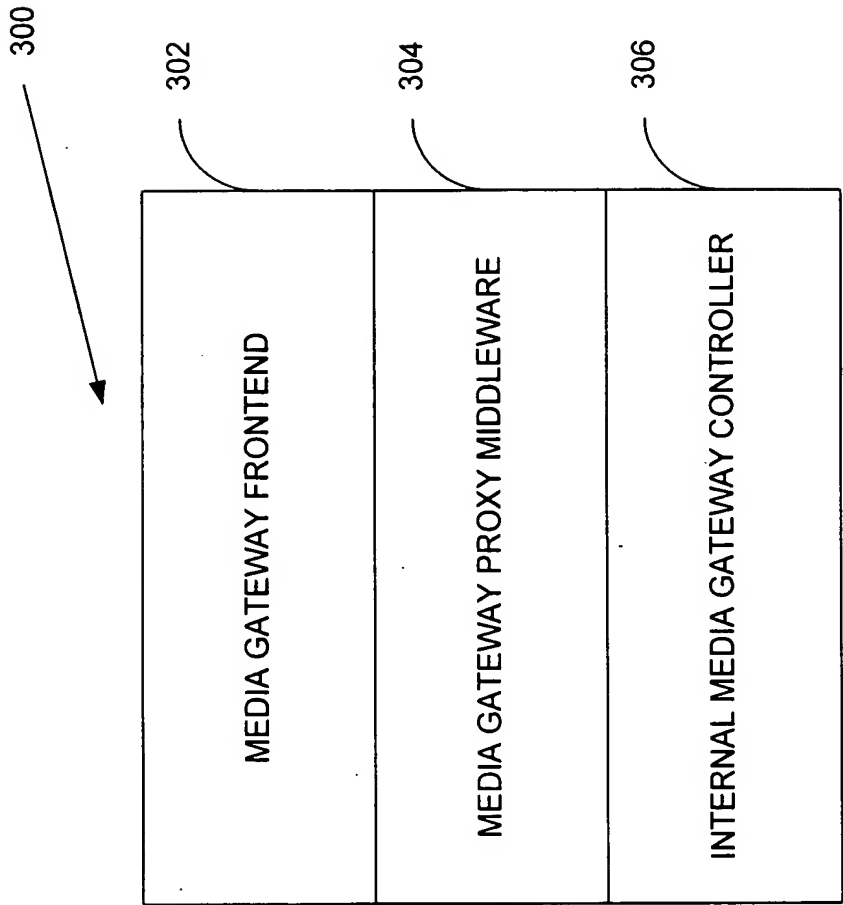 300
302
MEDIA GATEWAY FRONTEND
304
MEDIA GATEWAY PROXY MIDDLEWARE
306
INTERNAL MEDIA GATEWAY CONTROLLER